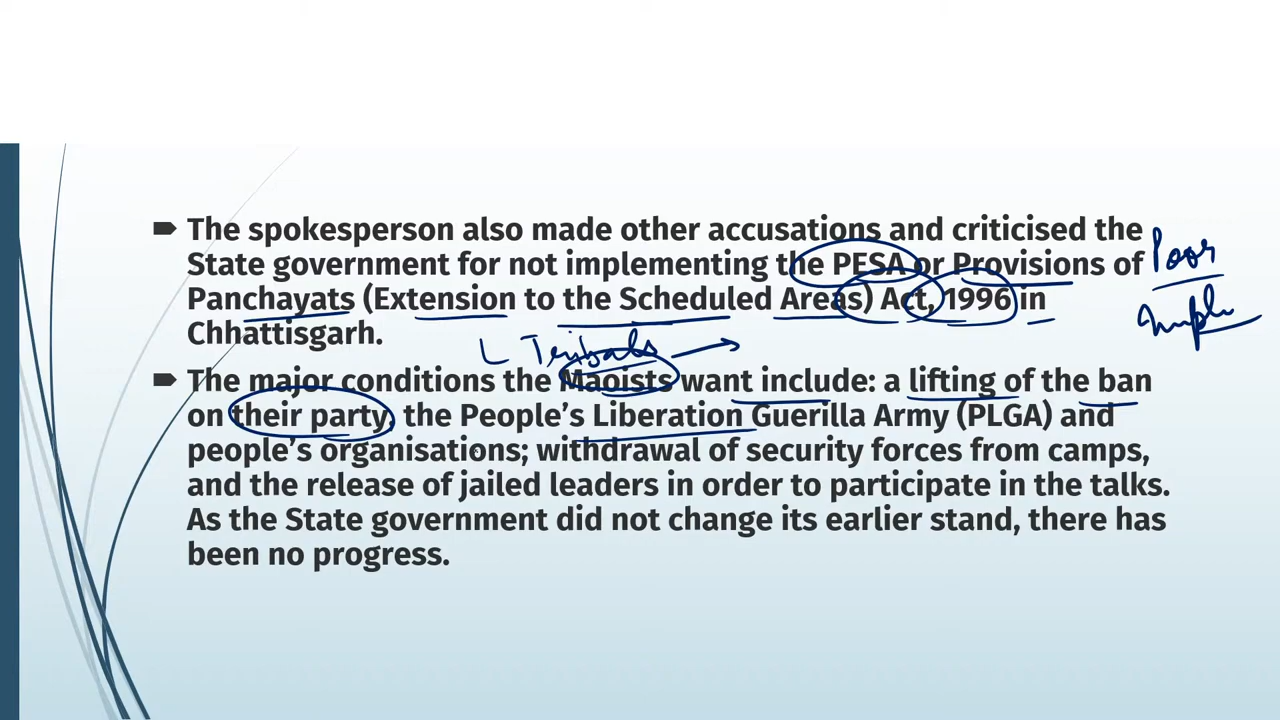 The spokesperson also made other accusations and criticised the
State government for not implementing the PESA or Provisions of
Poor
Panchayats (Extension to the Scheduled Areas) Act, 1996 in
Imple
Chhattisgarh.
Tribals
The major conditions the Maoists want include: a lifting of the ban
on their party, the People's Liberation Guerilla Army (PLGA) and
people's organisations; withdrawal of security forces from camps,
and the release of jailed leaders in order to participate in the talks.
As the State government did not change its earlier stand, there has
been no progress.